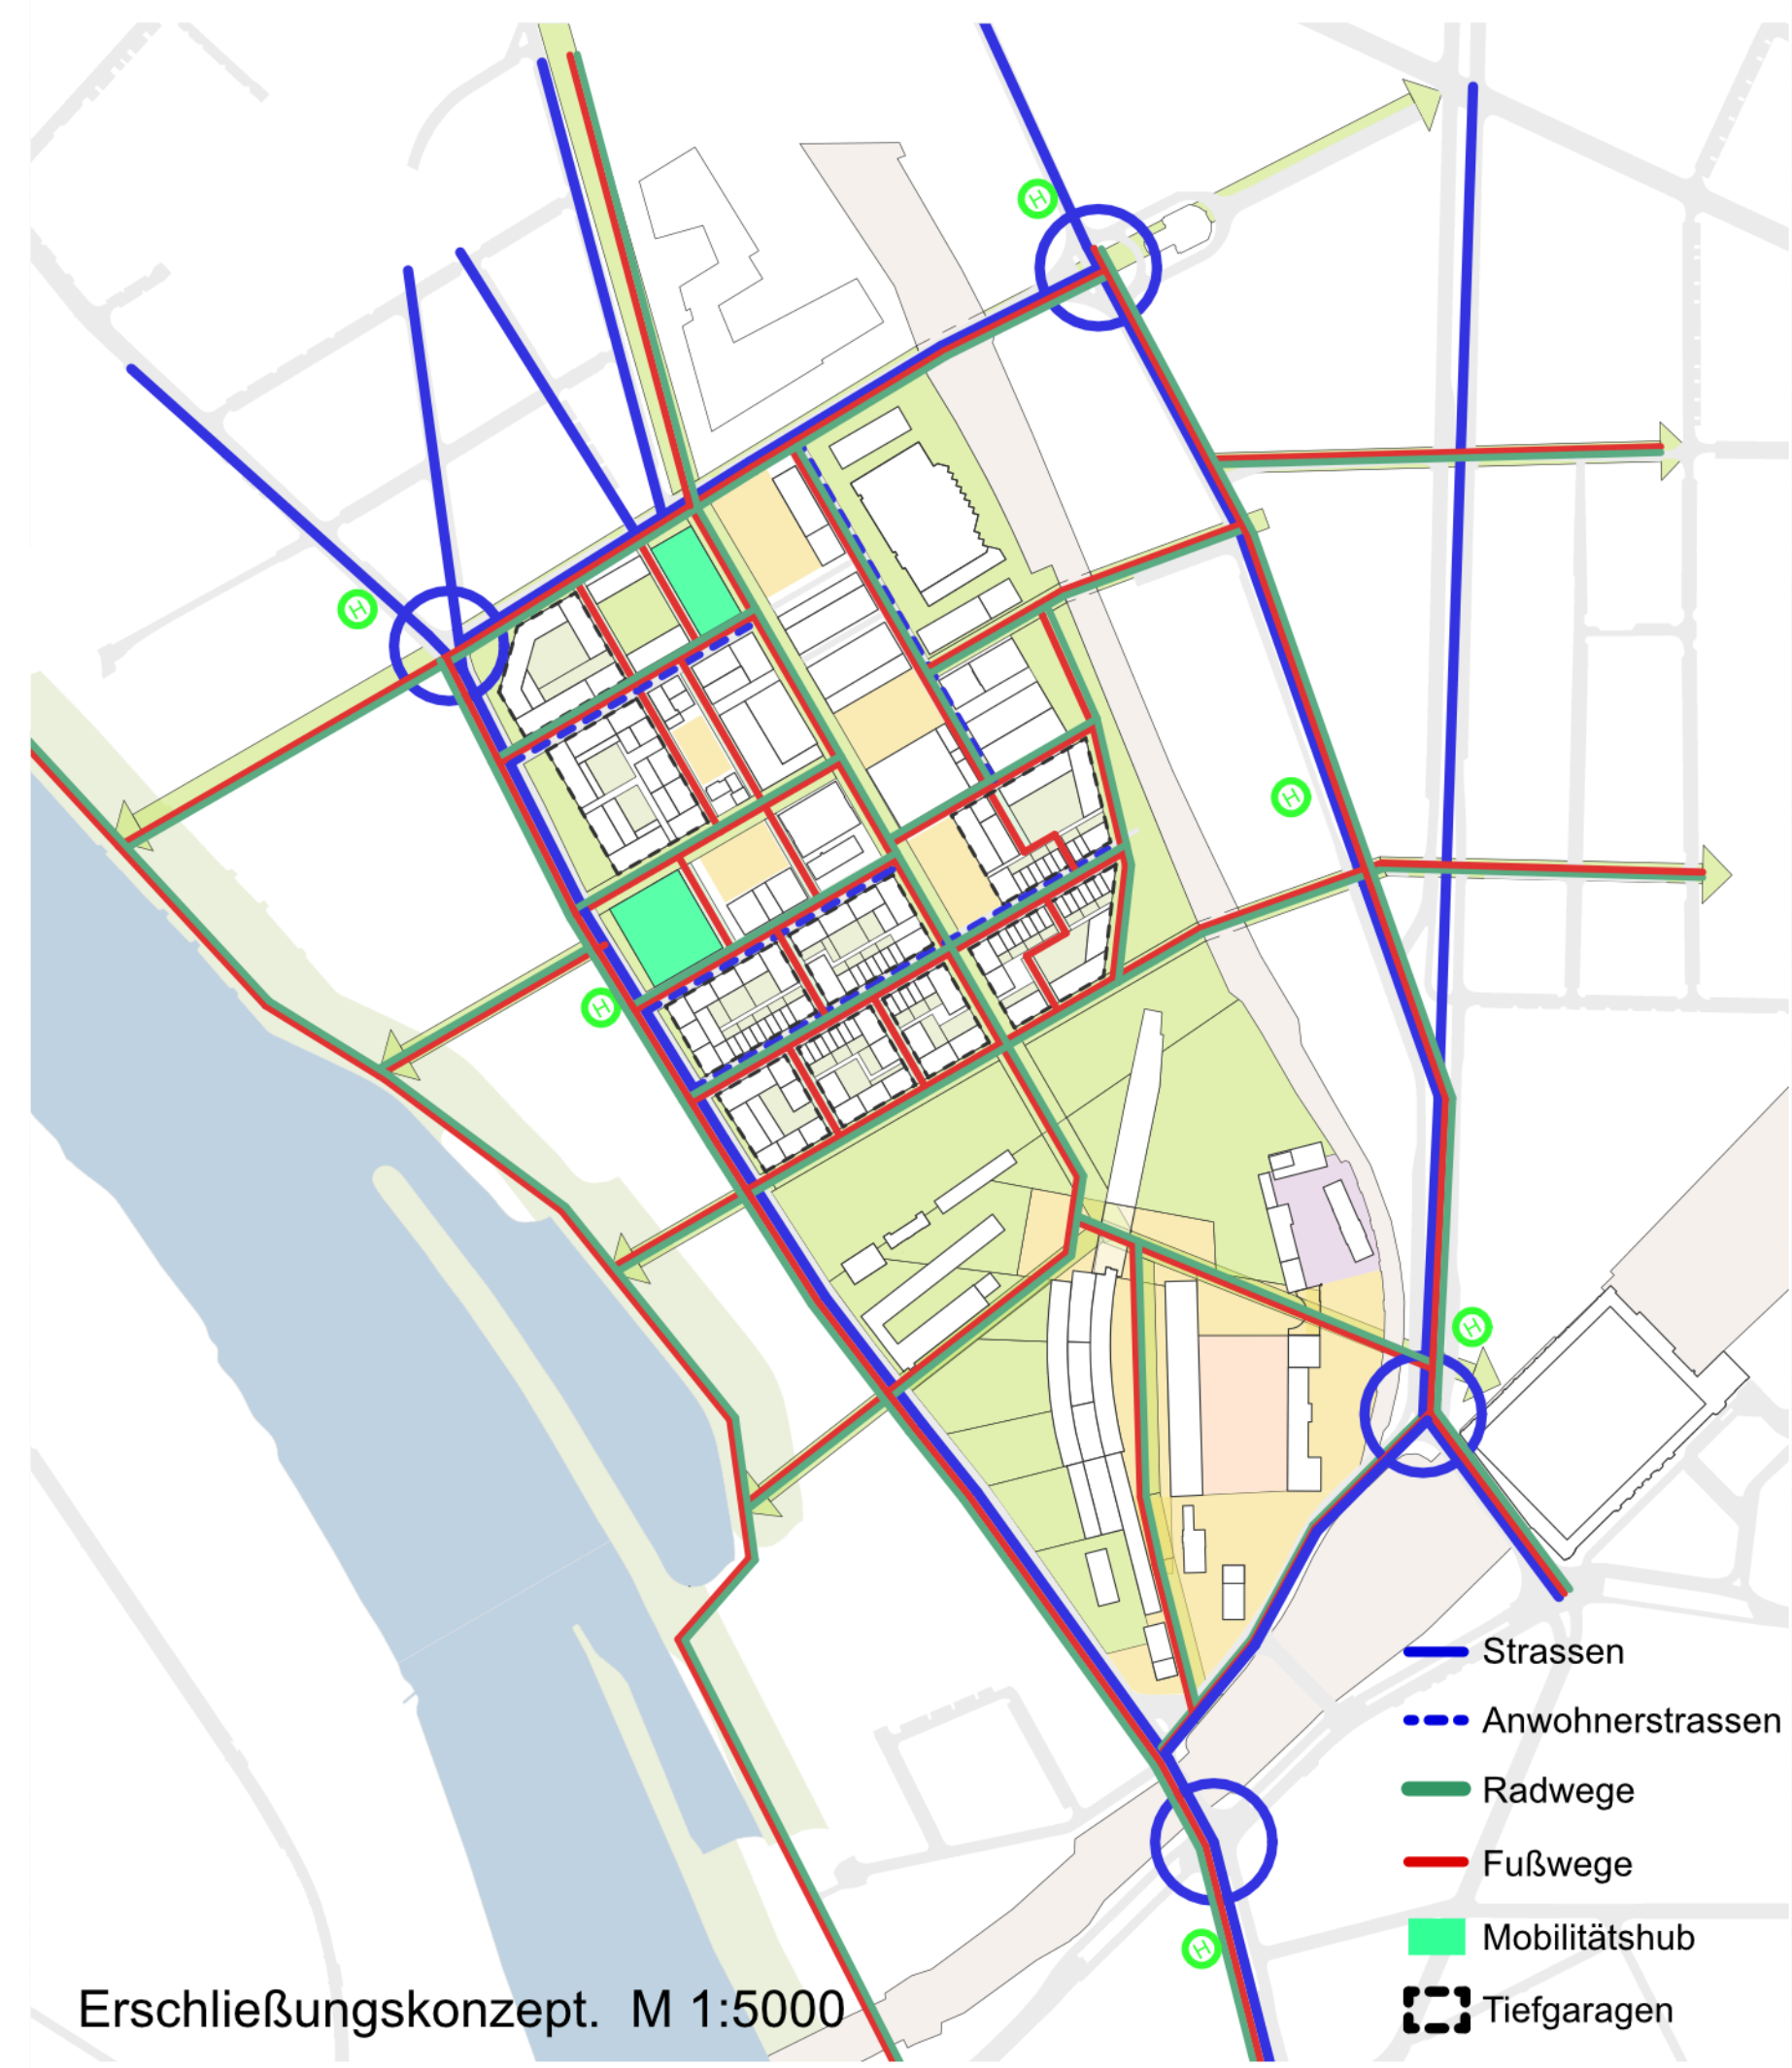 H
H
H
H
H
H
Strassen
Anwohnerstrassen
Radwege
Fußwege
Mobilitätshub
Tiefgaragen
Erschließungskonzept. M 1:5000